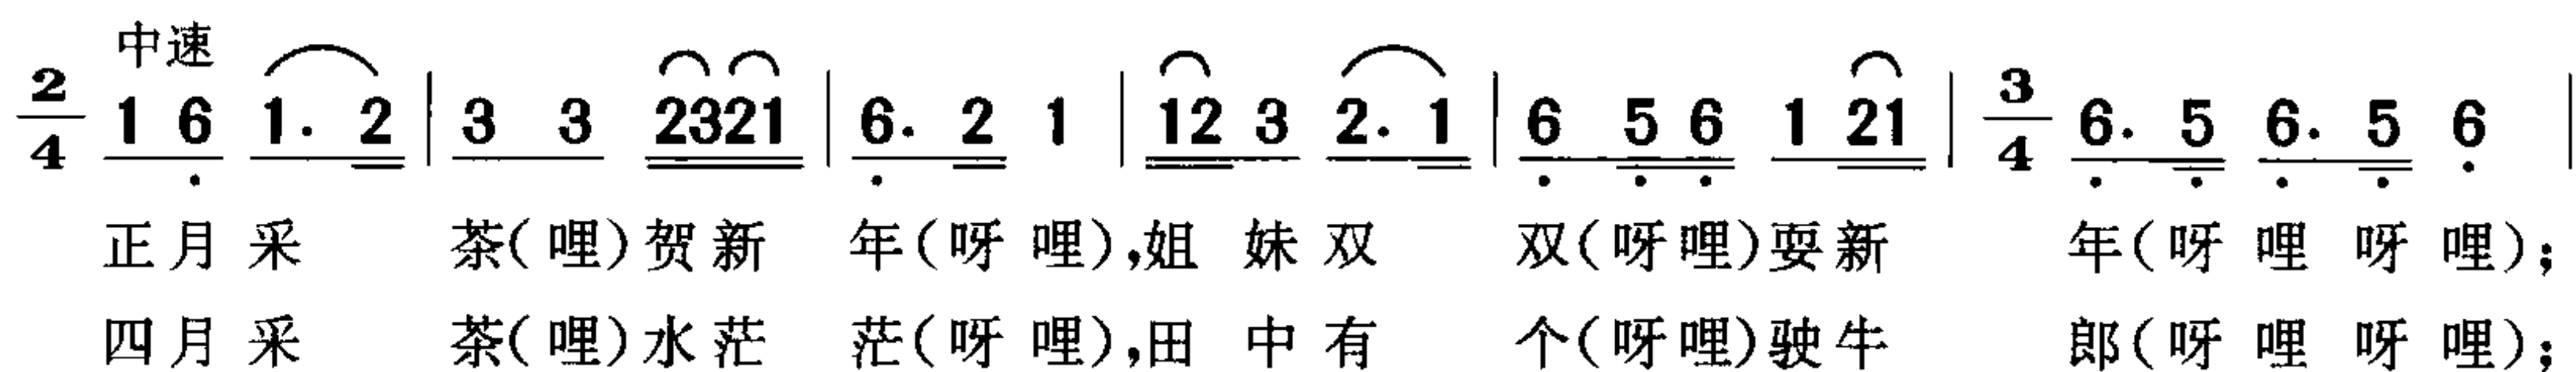 中速
2/4 1 6 1. 2 | 3 3 2321 | 6. 2 1 | 12 3 2. 1 | 6 5 6 1 21 | 3/4 6. 5 6. 5 6 |
正月采 茶(哩)贺新 年(呀哩),姐妹双 双(呀哩)耍新 年(呀哩呀哩);
四月采 茶(哩)水茫 茫(呀哩),田中有 个(呀哩)驶牛 郎(呀哩呀哩);